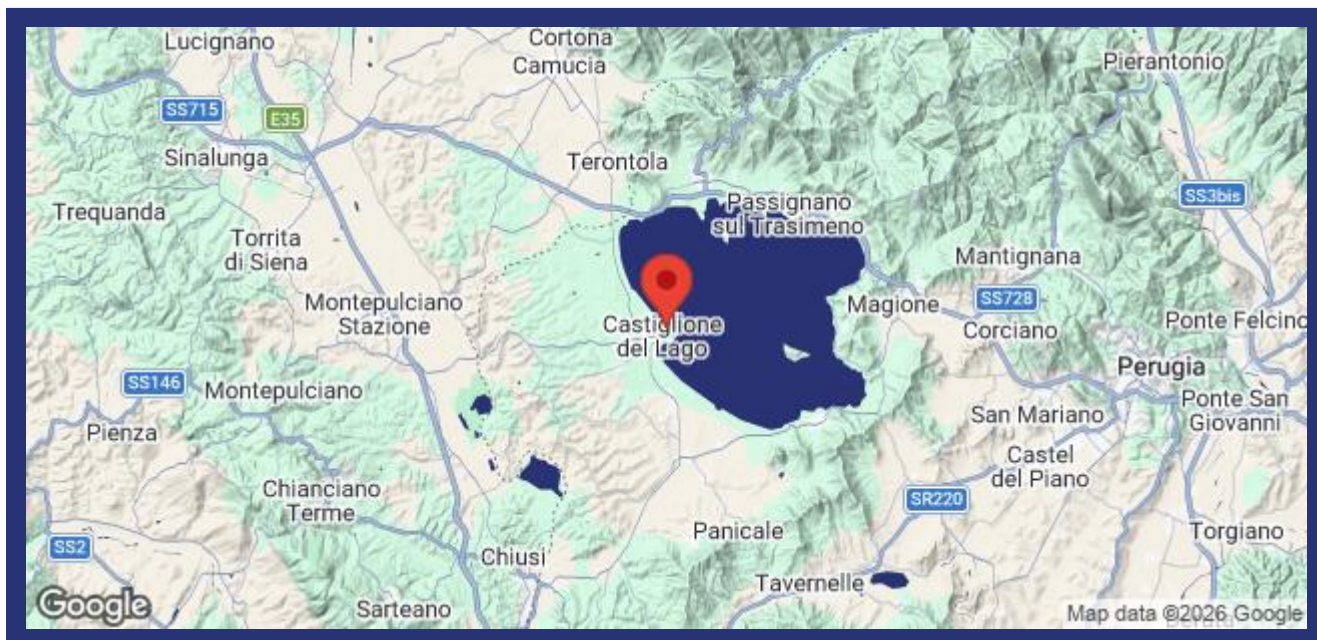 Lucignano
Cortona
Camucia
Pierantonio
SS715
E35
Sinalunga
Terontola
Trequanda
Passignano
sul Trasimeno
SS3bis
Torrita
di Siena
Mantignana
Montepulciano
Stazione
Castiglione
del Lago
Magione
SS728
Corciano
Ponte Felcino
SS146
Montepulciano
Perugia
Pienza
San Mariano
Ponte San
Giovanni
Castel
del Piano
Chianciano
Terme
SR220
SS2
Chiusi
Panicale
Torgiano
Tavernelle
Sarteano
Google
Map data ©2026 Google